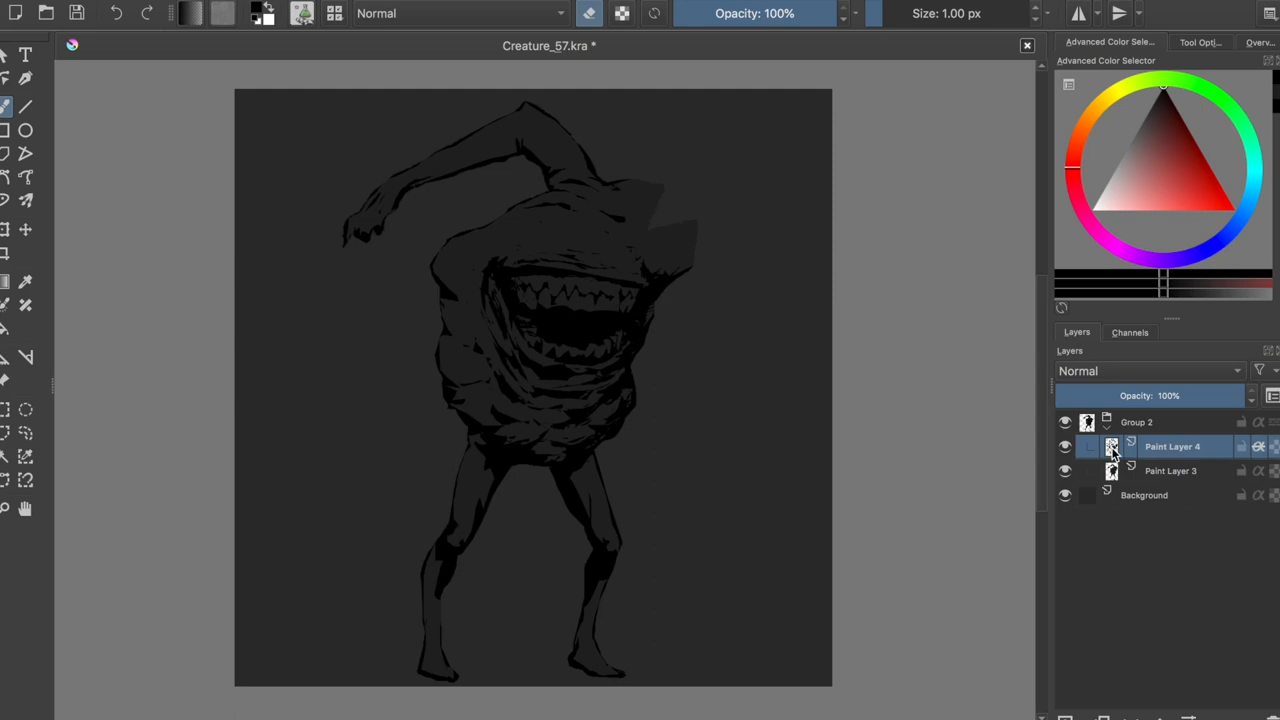 Normal
Opacity: 100%
Size: 1.00 px
Creature_57.kra *
Advanced Color Sele...
Tool Opti...
Overv...
Advanced Color Selector
Layers
Channels
Layers
Normal
Opacity: 100%
Group 2
Paint Layer 4
Paint Layer 3
Background